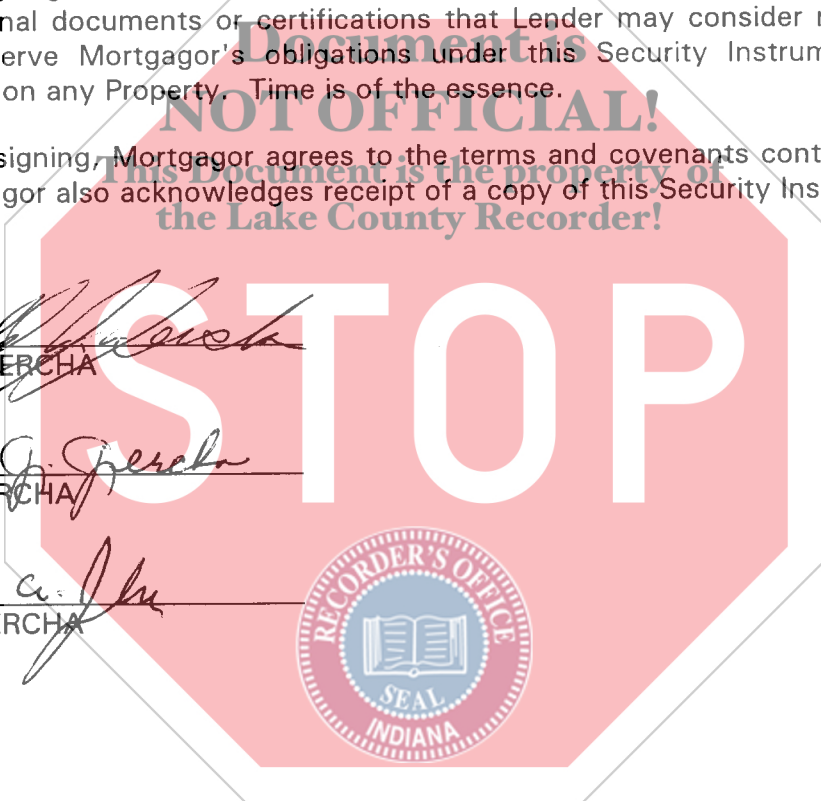 nal documents or certifications that Lender may consider
Document is
erve Mortgagor's obligations under this Security Instrum
on any Property. Time is of the essence.
NOT OFFICIAL!
signing, Mortgagor agrees to the terms and covenants cont
This Document is the property of
gor also acknowledges receipt of a copy of this Security Ins
the Lake County Recorder!
STOP
ERCHA
RCHA
ERCHA
RECORDER'S OFFICE
SEAL
INDIANA